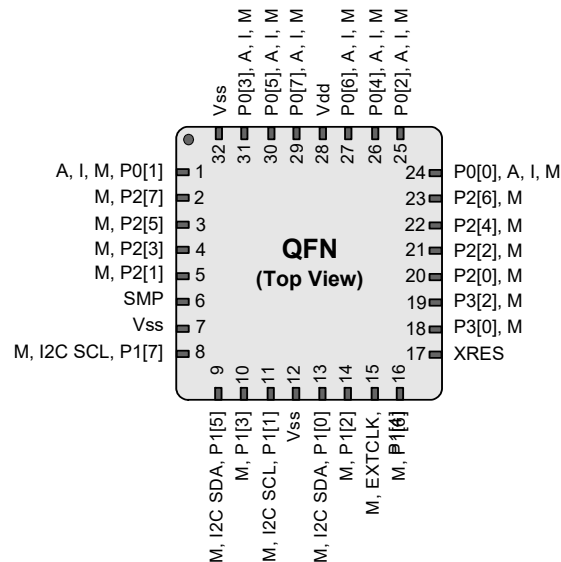 Vss
P0[3], A, I, M
P0[5], A, I, M
P0[7], A, I, M
Vdd
P0[6], A, I, M
P0[4], A, I, M
P0[2], A, I, M
32
31
30
29
28
27
26
25
A, I, M, P0[1] 1
M, P2[7] 2
M, P2[5] 3
M, P2[3] 4
M, P2[1] 5
SMP 6
Vss 7
M, I2C SCL, P1[7] 8
QFN
(Top View)
24 P0[0], A, I, M
23 P2[6], M
22 P2[4], M
21 P2[2], M
20 P2[0], M
19 P3[2], M
18 P3[0], M
17 XRES
9
10
11
12
13
14
15
16
M, I2C SDA, P1[5]
M, P1[3]
M, I2C SCL, P1[1]
Vss
M, I2C SDA, P1[0]
M, P1[2]
M, EXTCLK,
P1[4]
M, P1[6]